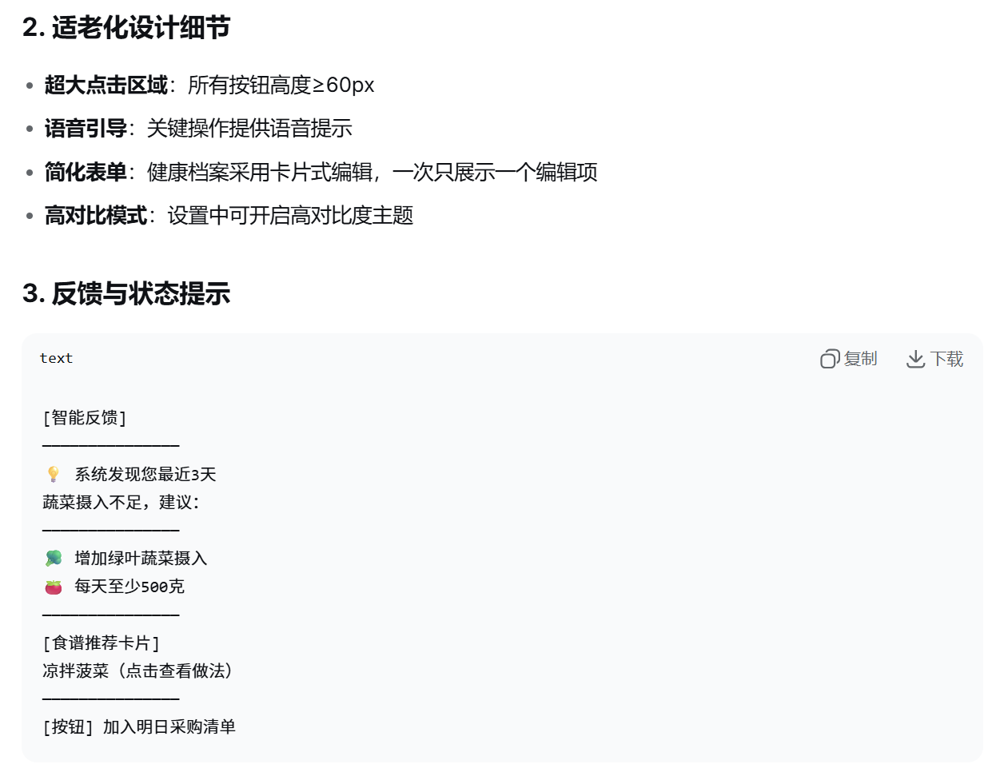 2. 适老化设计细节
• 超大点击区域：所有按钮高度≥60px
• 语音引导：关键操作提供语音提示
• 简化表单：健康档案采用卡片式编辑，一次只展示一个编辑项
• 高对比模式：设置中可开启高对比度主题
3. 反馈与状态提示
text 复制 下载
[智能反馈]
———————————————
💡 系统发现您最近3天
蔬菜摄入不足，建议：
———————————————
🥦 增加绿叶蔬菜摄入
🍅 每天至少500克
———————————————
[食谱推荐卡片]
凉拌菠菜（点击查看做法）
———————————————
[按钮] 加入明日采购清单